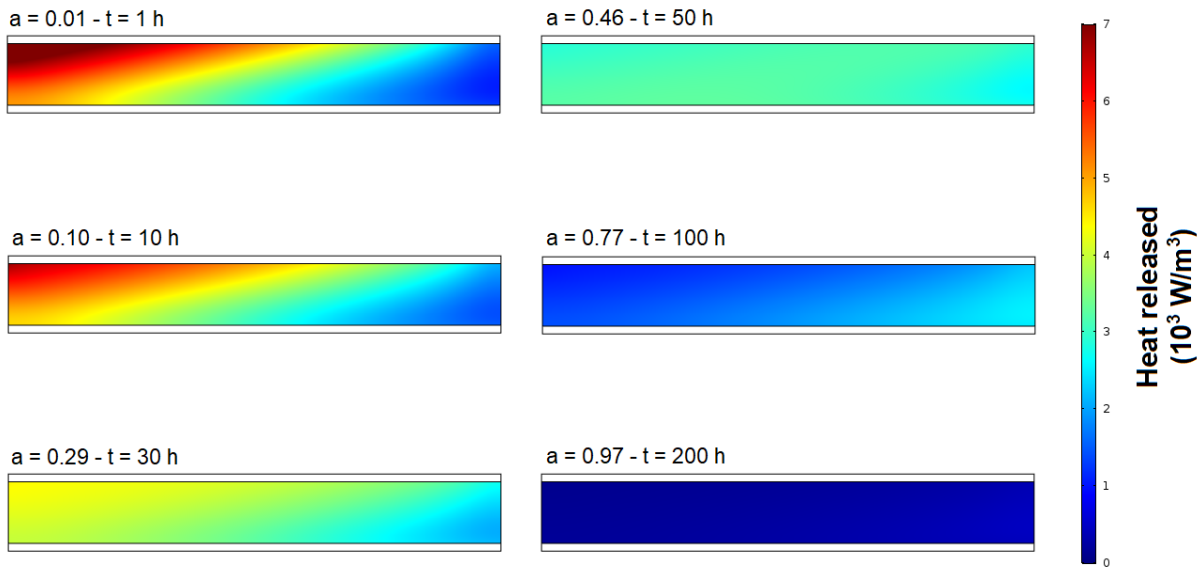 a = 0.01 - t = 1 h
a = 0.46 - t = 50 h
a = 0.10 - t = 10 h
a = 0.77 - t = 100 h
a = 0.29 - t = 30 h
a = 0.97 - t = 200 h
7
6
5
4
3
2
1
0
Heat released
(10³ W/m³)